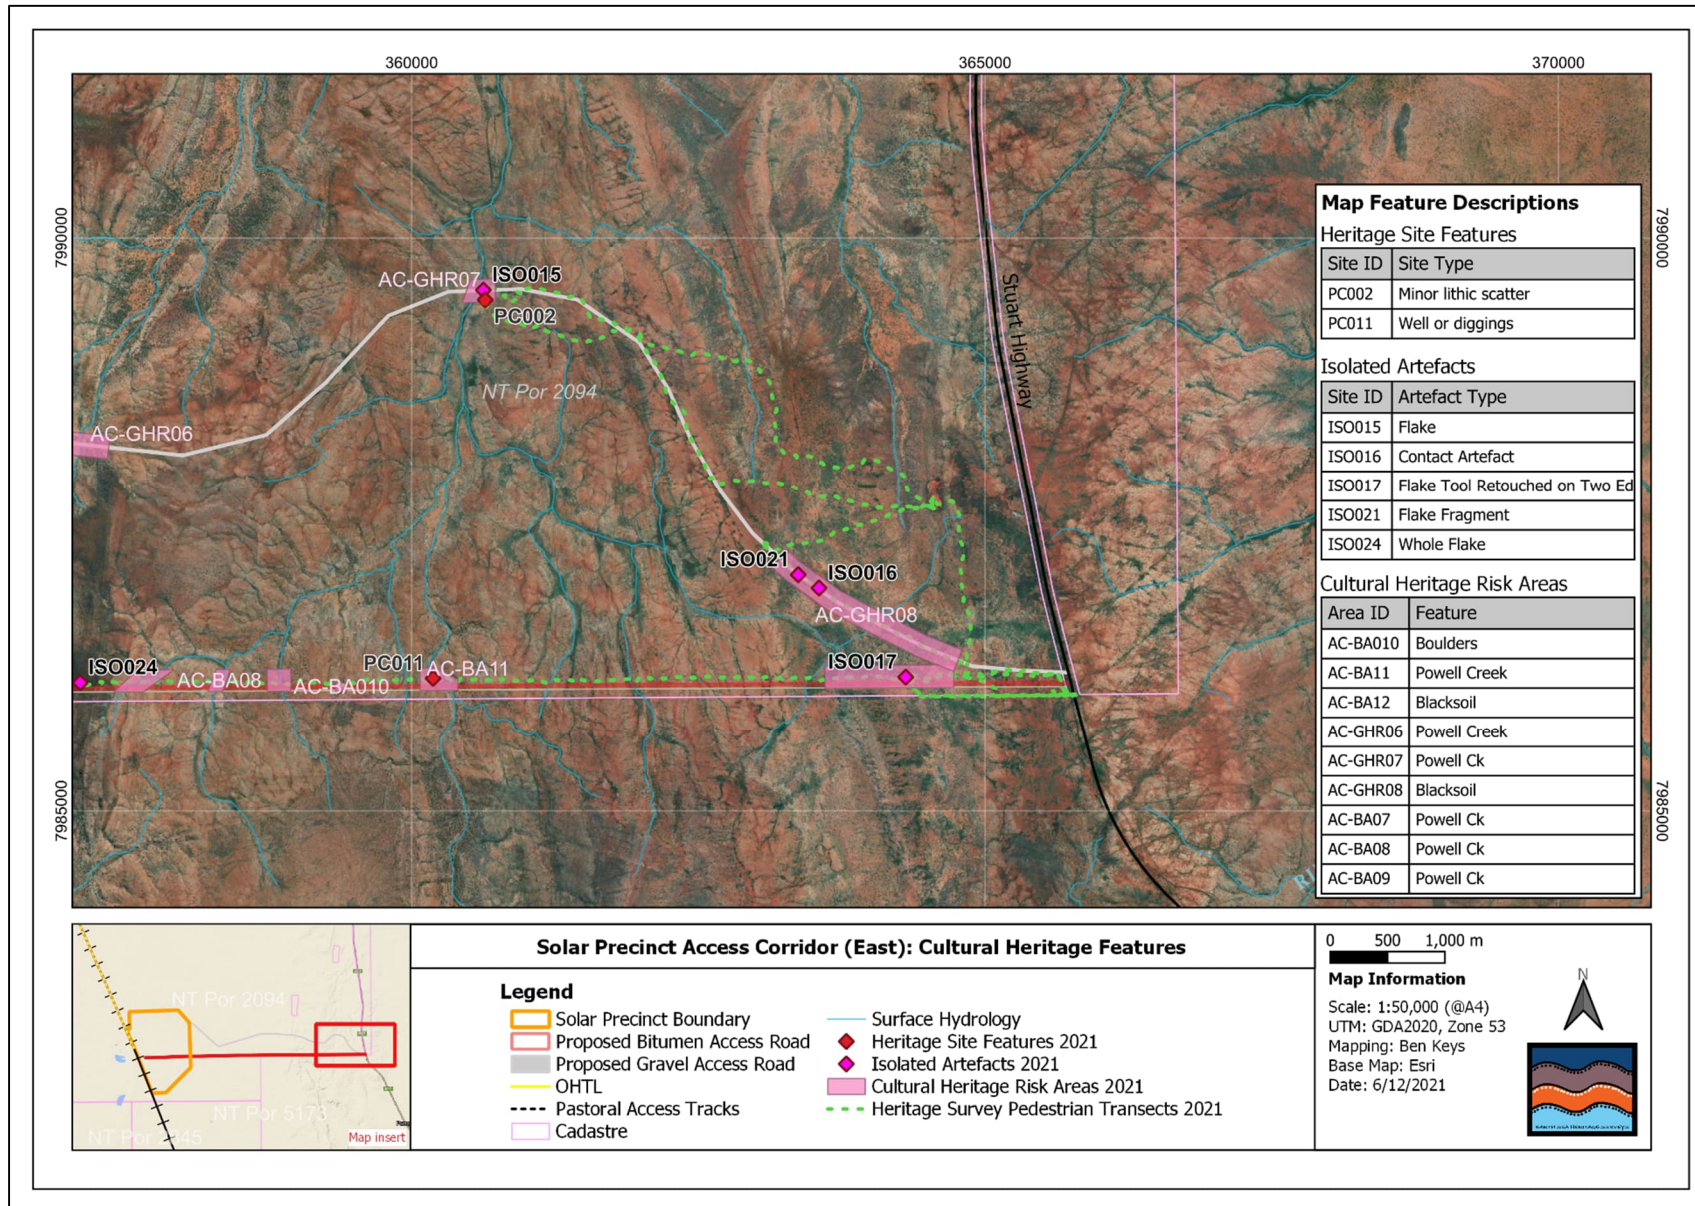 360000
365000
370000
7990000
7990000
Map Feature Descriptions
Heritage Site Features
Site ID Site Type
PC002 Minor lithic scatter
PC011 Well or diggings
Isolated Artefacts
Site ID Artefact Type
ISO015 Flake
ISO016 Contact Artefact
ISO017 Flake Tool Retouched on Two Ed
ISO021 Flake Fragment
ISO024 Whole Flake
Cultural Heritage Risk Areas
Area ID Feature
AC-BA010 Boulders
AC-BA11 Powell Creek
AC-BA12 Blacksoil
AC-GHR06 Powell Creek
AC-GHR07 Powell Ck
AC-GHR08 Blacksoil
AC-BA07 Powell Ck
AC-BA08 Powell Ck
AC-BA09 Powell Ck
AC-GHR07
ISO015
PC002
Stuart Highway
NT Por 2094
AC-GHR06
ISO021
ISO016
AC-GHR08
ISO024
PC011
AC-BA11
ISO017
AC-BA08
AC-BA010
7985000
7985000
NT Por 2094
NT Por 5173
Map insert
Solar Precinct Access Corridor (East): Cultural Heritage Features
Legend
Solar Precinct Boundary
Proposed Bitumen Access Road
Proposed Gravel Access Road
OHTL
Pastoral Access Tracks
Cadastre
Surface Hydrology
Heritage Site Features 2021
Isolated Artefacts 2021
Cultural Heritage Risk Areas 2021
Heritage Survey Pedestrian Transects 2021
0 500 1,000 m
Map Information
Scale: 1:50,000 (@A4)
UTM: GDA2020, Zone 53
Mapping: Ben Keys
Base Map: Esri
Date: 6/12/2021
N